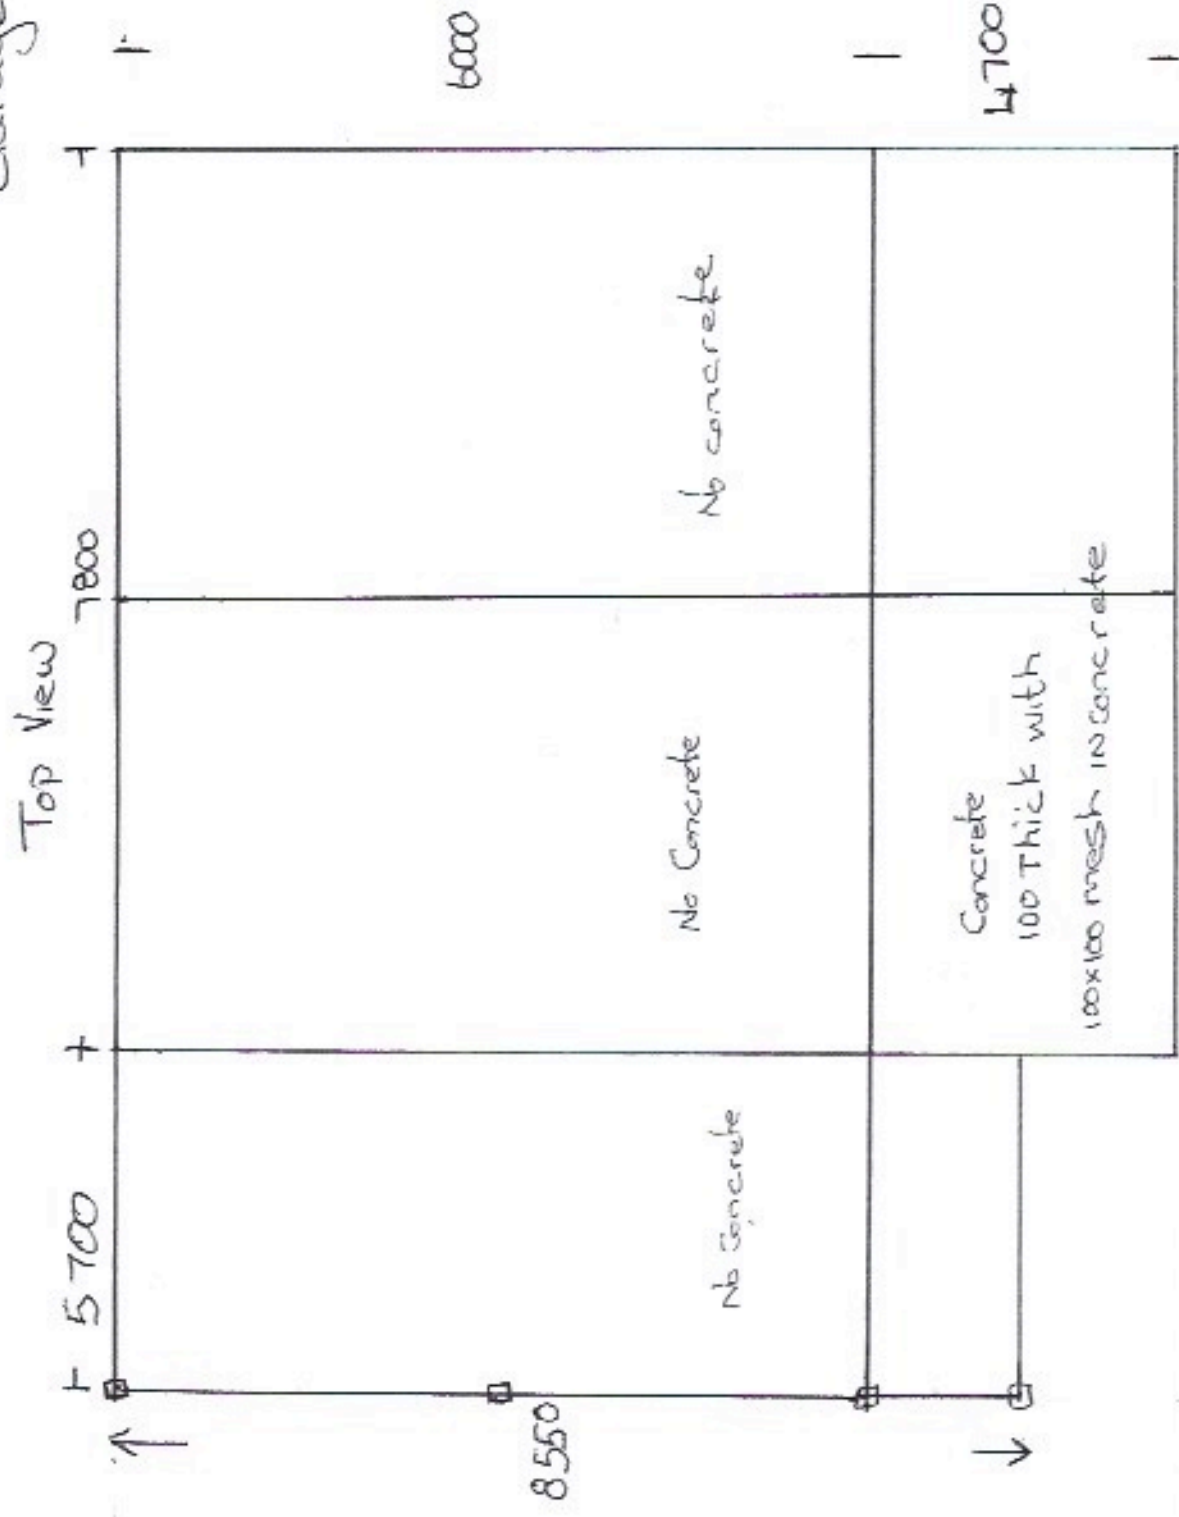 Garage
Top View
5700
7800
6000
8550
No Concrete
No Concrete
No concrete
4700
Concrete
100 Thick with
100x100 mesh IN concrete